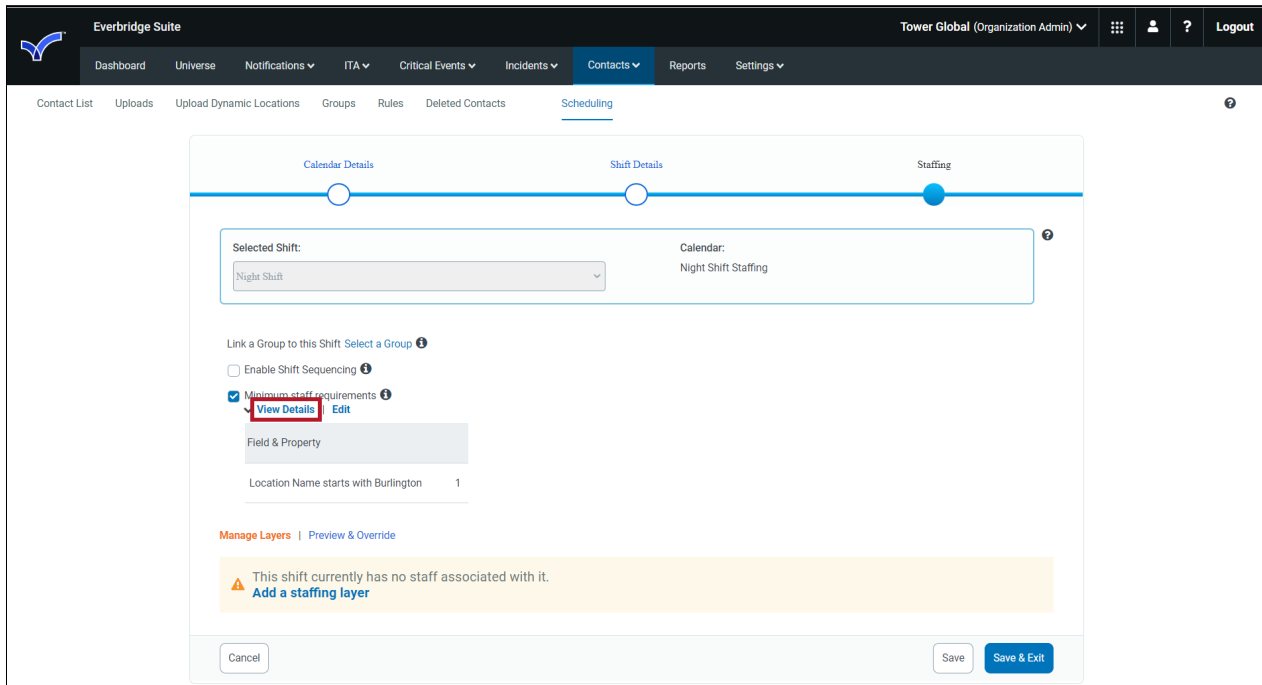 Everbridge Suite
Tower Global (Organization Admin)
?
Logout
Dashboard
Universe
Notifications
ITA
Critical Events
Incidents
Contacts
Reports
Settings
Contact List
Uploads
Upload Dynamic Locations
Groups
Rules
Deleted Contacts
Scheduling
?
Calendar Details
Shift Details
Staffing
?
Selected Shift:
Calendar:
Night Shift
Night Shift Staffing
Link a Group to this Shift Select a Group i
Enable Shift Sequencing i
Minimum staff requirements i
View Details | Edit
Field & Property
Location Name starts with Burlington 1
Manage Layers | Preview & Override
This shift currently has no staff associated with it.
Add a staffing layer
Cancel
Save
Save & Exit